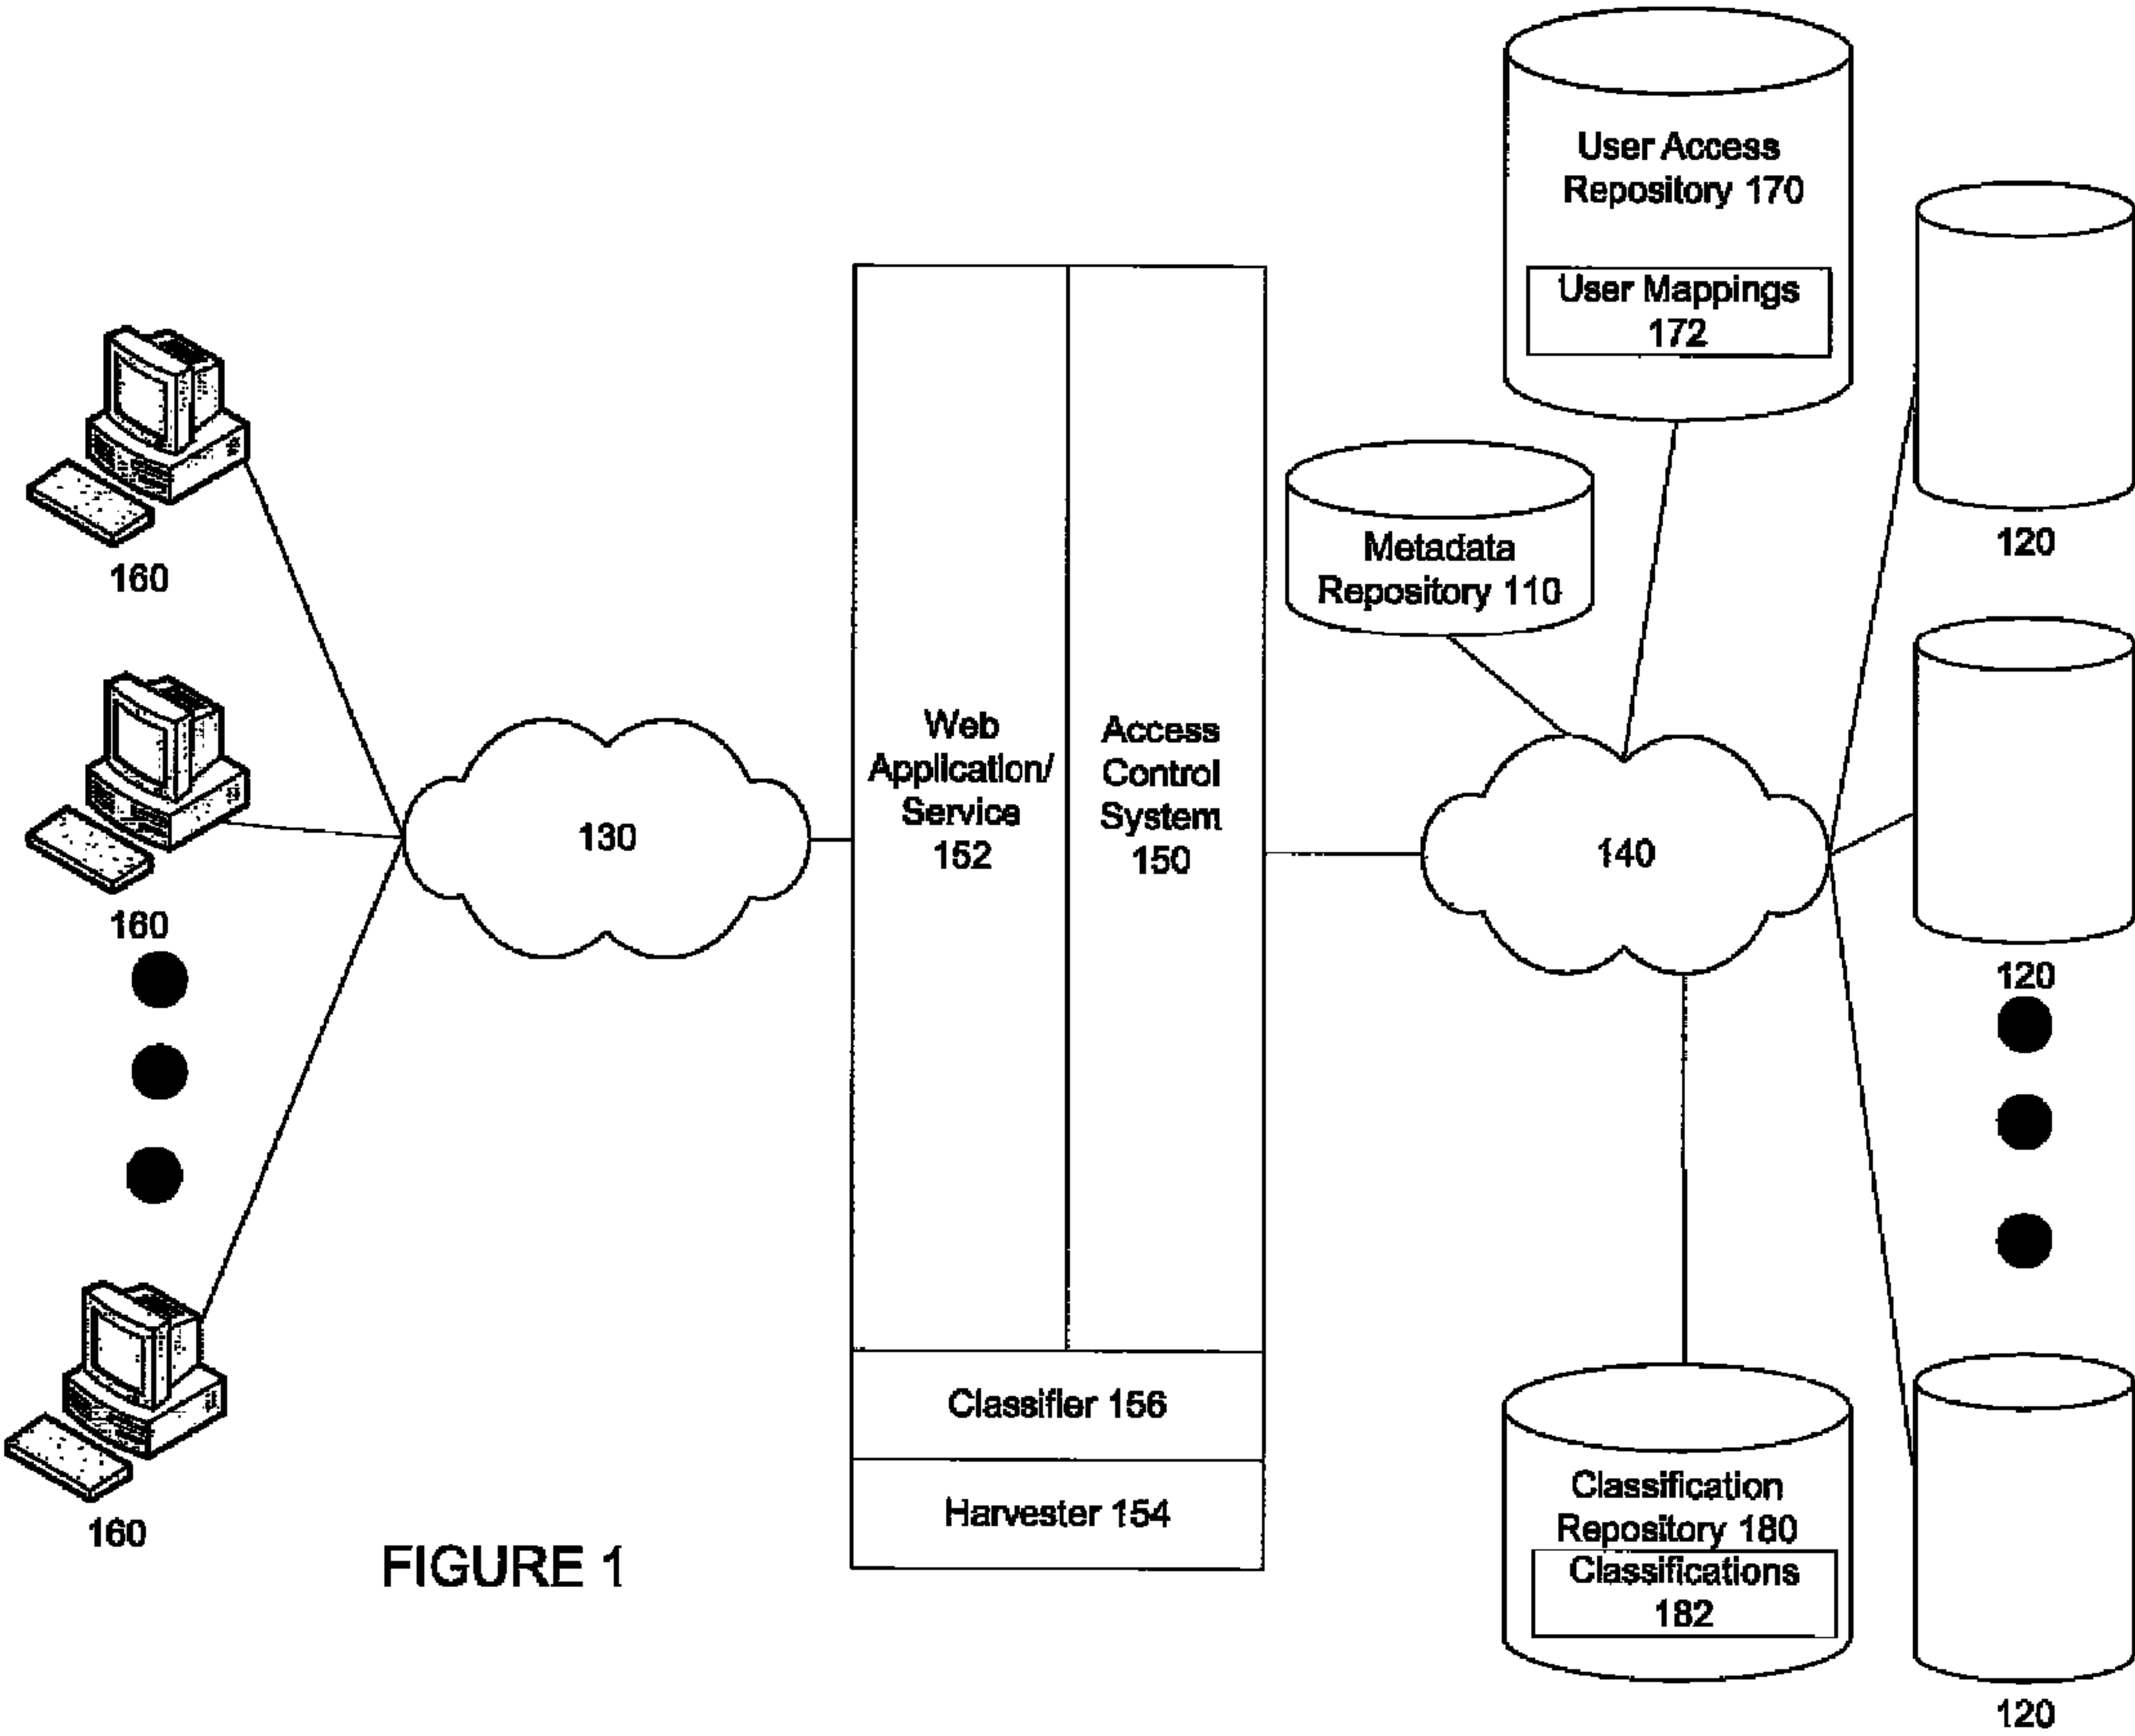 User Access
Repository 170
User Mappings
172
Metadata
Repository 110
120
160
Web
Application/
Service
152
Access
Control
System
150
130
140
160
120
Classifier 156
Harvester 154
Classification
Repository 180
Classifications
182
160
120
FIGURE 1